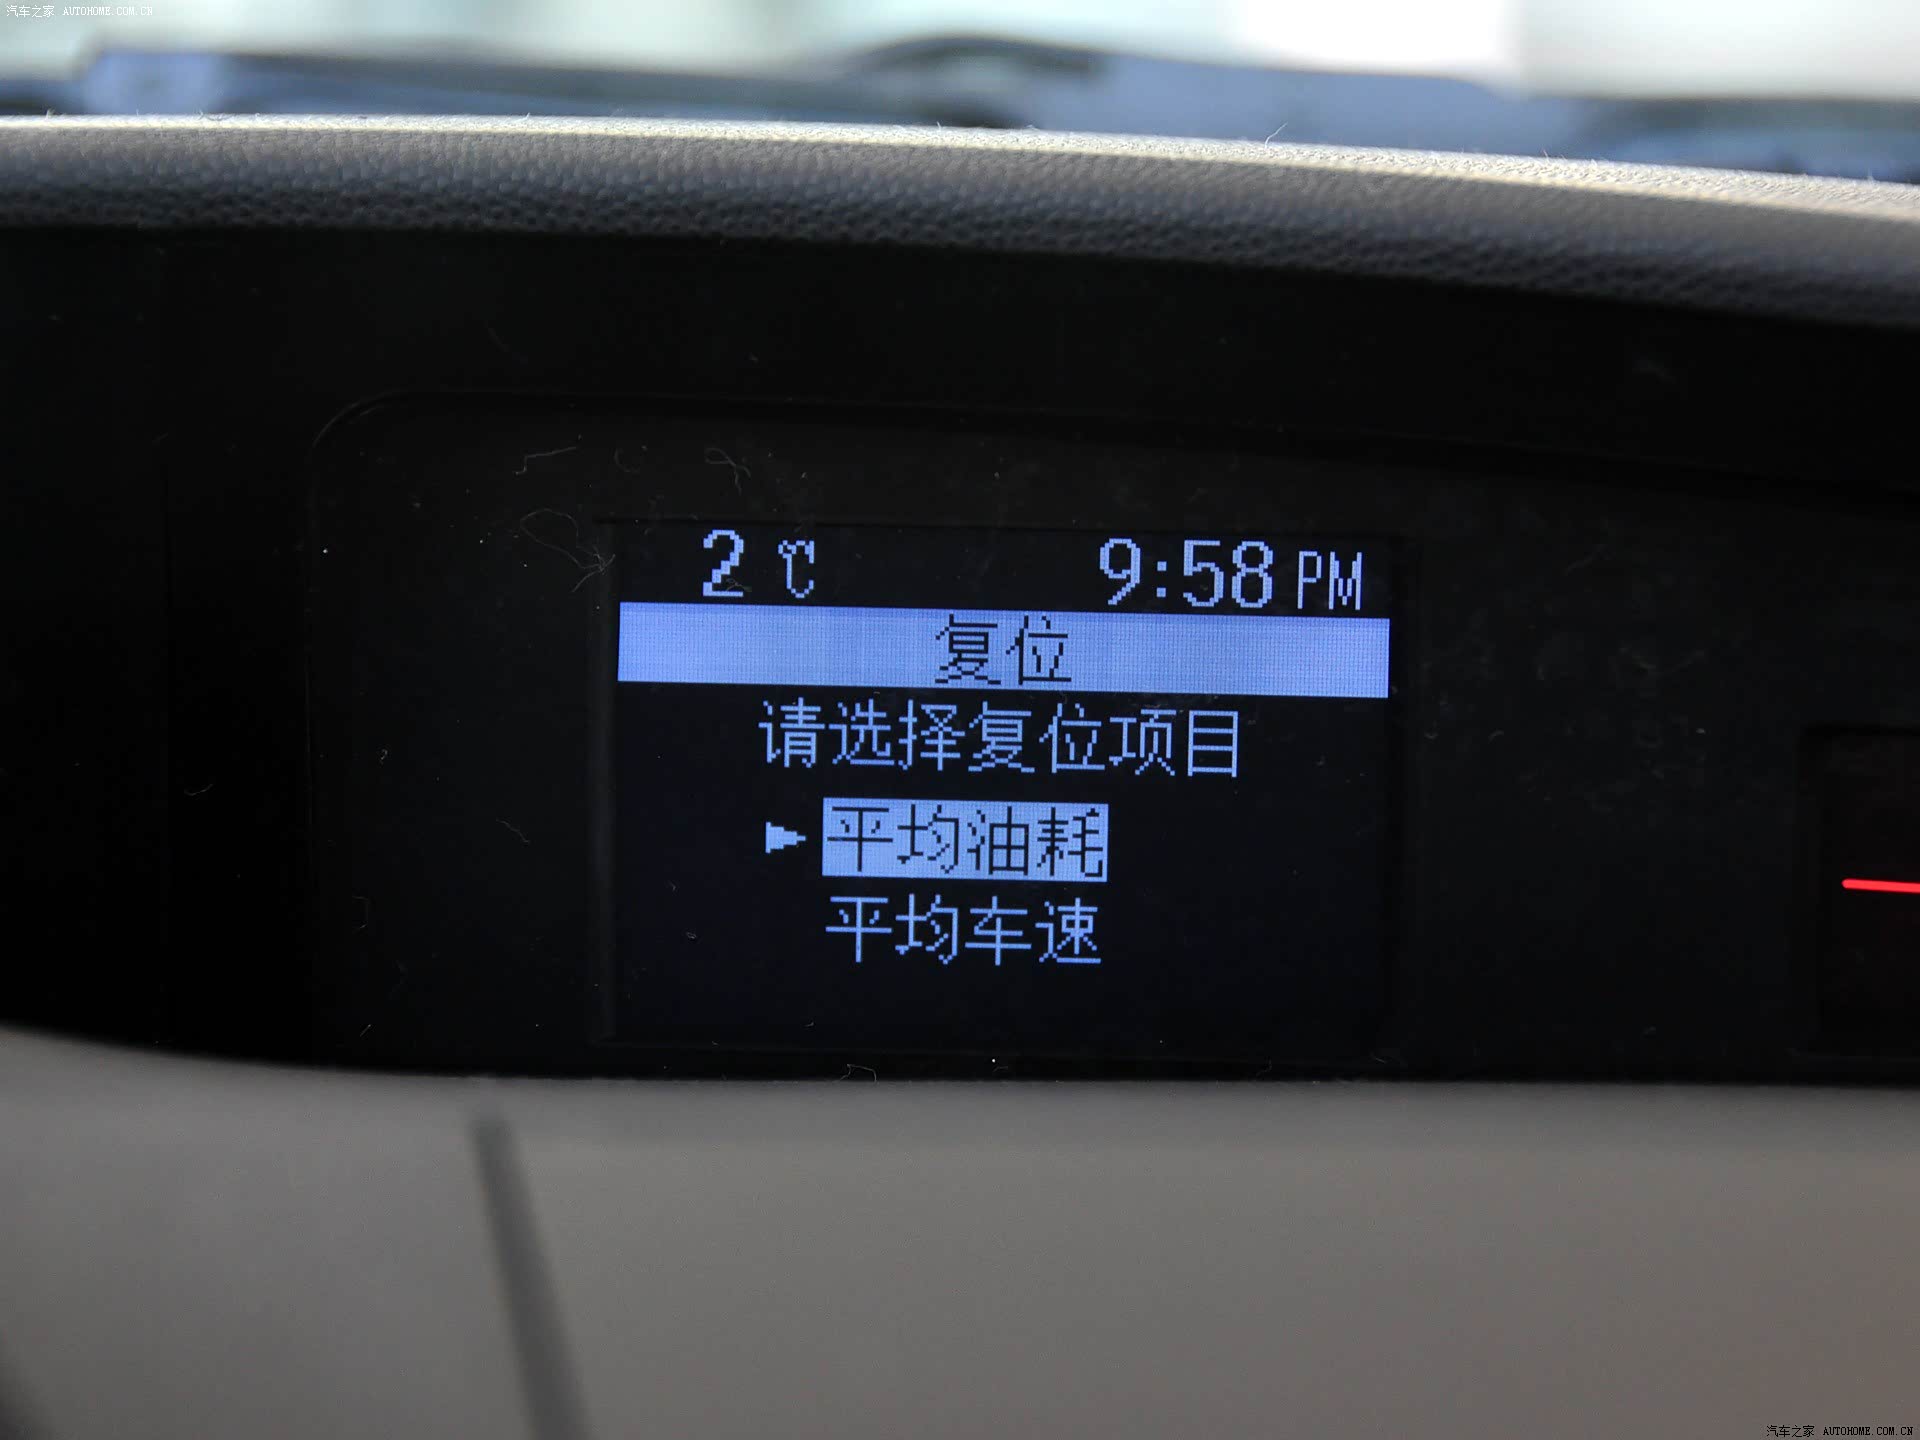 汽车之家 AUTOHOME.COM.CN
2 ℃ 9:58 PM
复位
请选择复位项目
▶ 平均油耗
平均车速
汽车之家 AUTOHOME.COM.CN